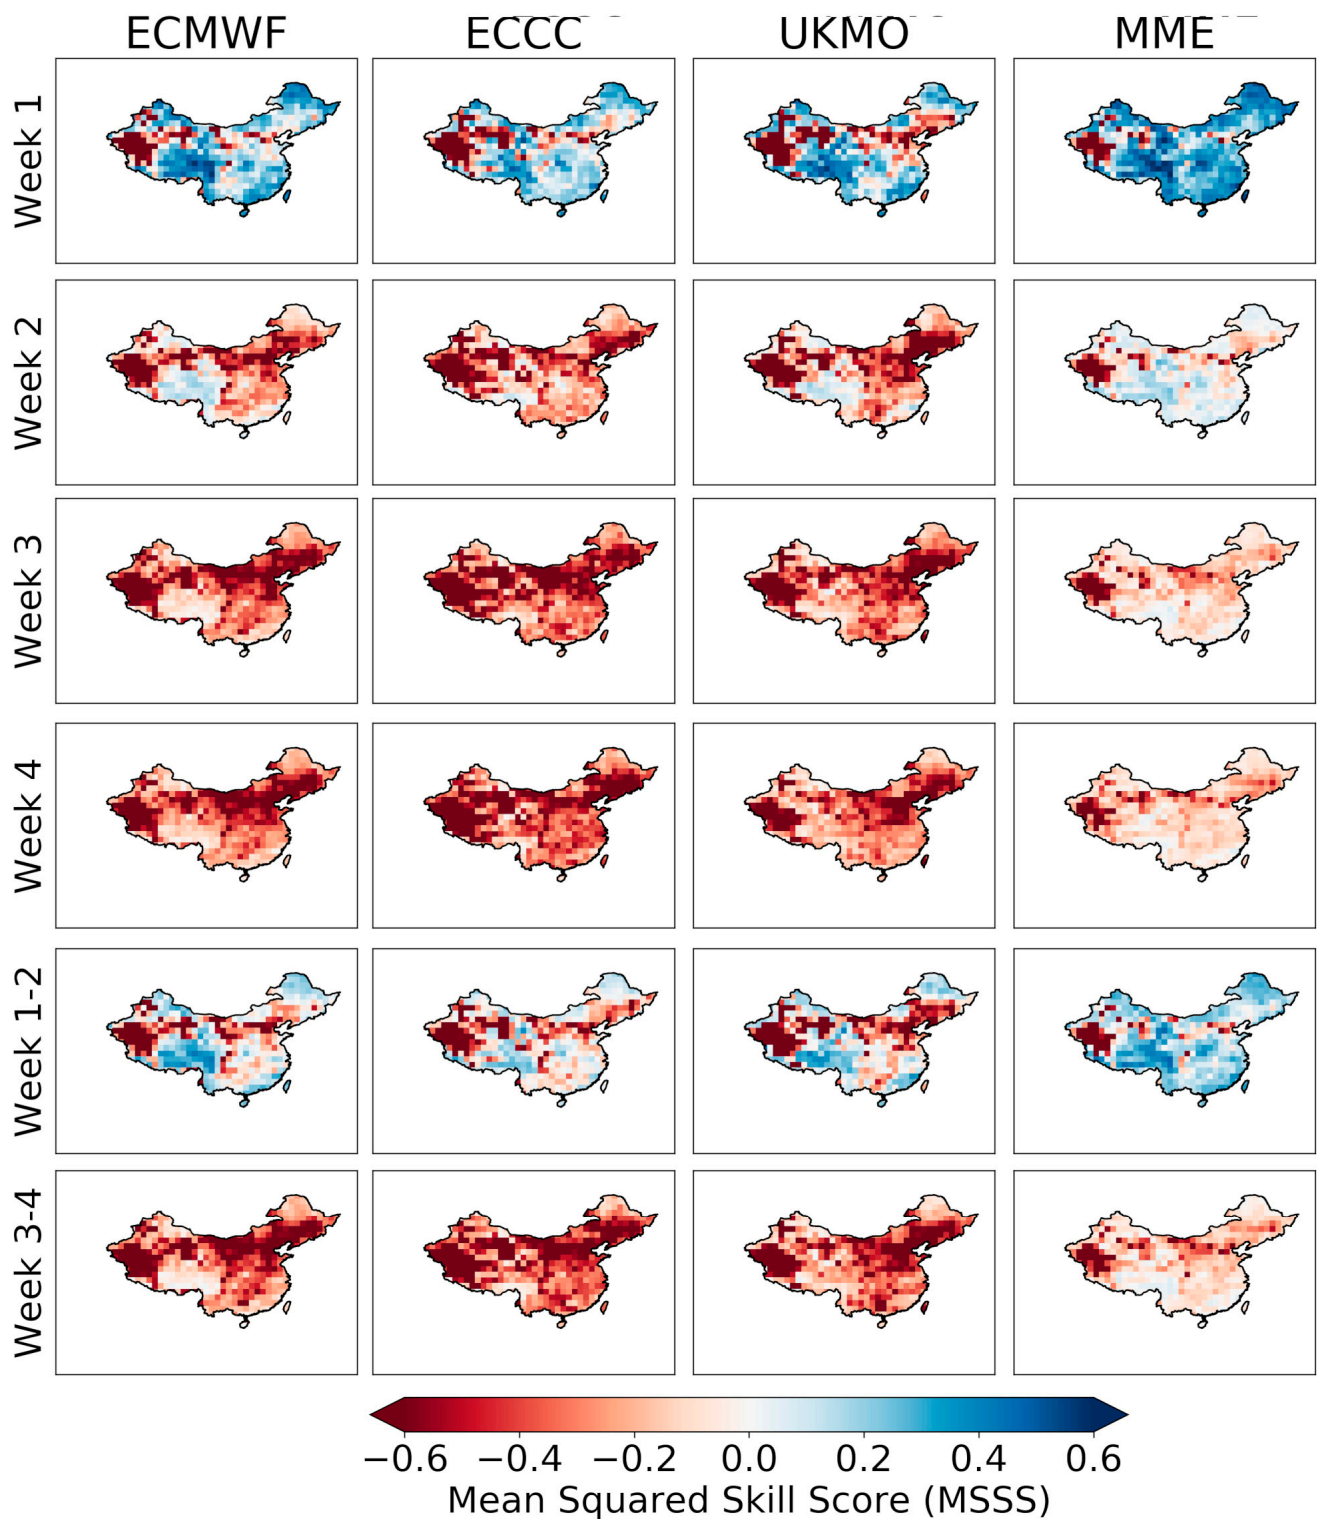 ECMWF ECCC UKMO MME
Week 1
Week 2
Week 3
Week 4
Week 1-2
Week 3-4
−0.6 −0.4 −0.2 0.0 0.2 0.4 0.6
Mean Squared Skill Score (MSSS)